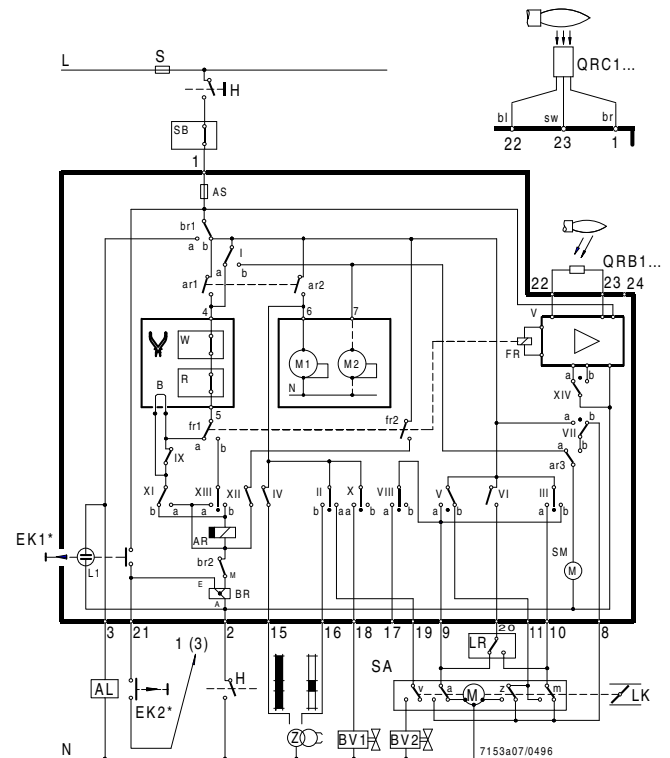 L S
H
QRC1...
SB
bl sw br
22 23 1
1
AS
br1
a b
I
a b
QRB1...
22 23 24
ar1 ar2
4 6 7
V
FR
W
R
M1 M2
N
B
5
fr1
a b
fr2
a b
XIV
a b
VII
ar3
IX
XI XIII XII IV II X VIII V VI III
b a a b b a a b a b a b a b
AR
EK1*
L1
br2
M
E
A
BR
SM
M
3 21 2 15 16 18 17 19 9 20 11 10 8
LR
1 (3)
AL
EK2*
H
SA
v a M z m
LK
Z
BV1 BV2
N
7153a07/0496